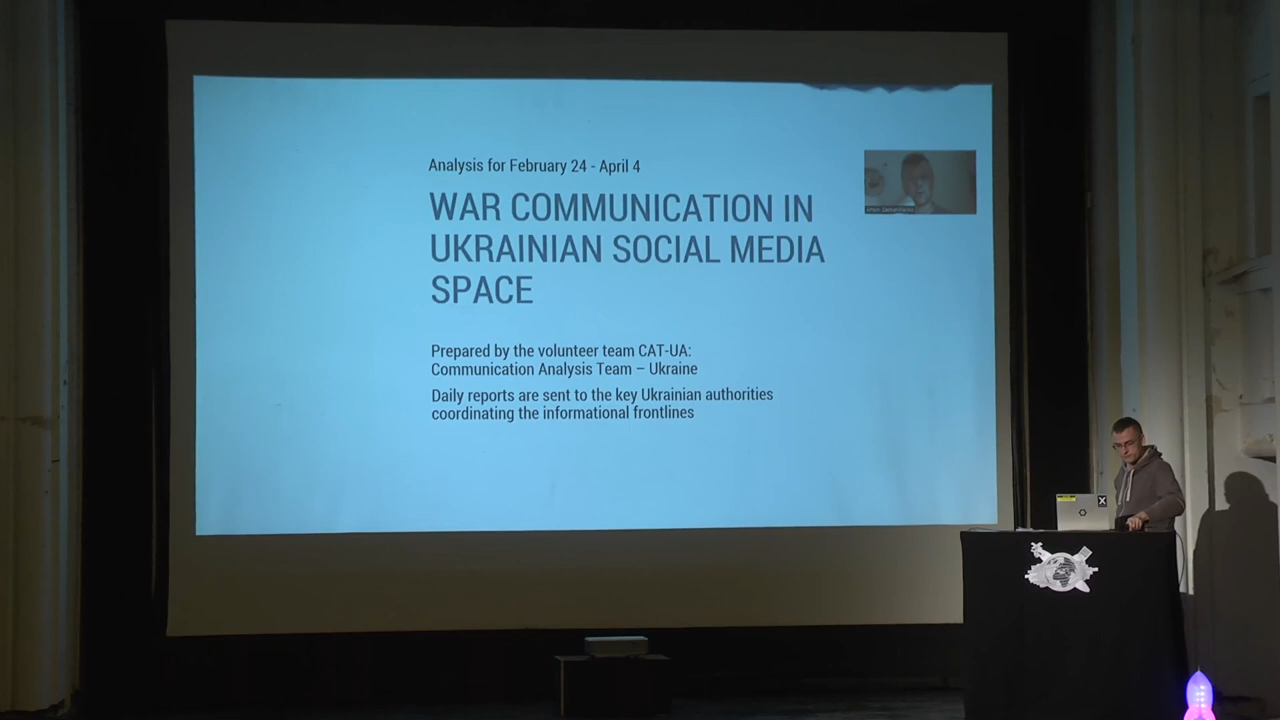 Analysis for February 24 - April 4
WAR COMMUNICATION IN
UKRAINIAN SOCIAL MEDIA
SPACE
Prepared by the volunteer team CAT-UA:
Communication Analysis Team – Ukraine
Daily reports are sent to the key Ukrainian authorities
coordinating the informational frontlines
X